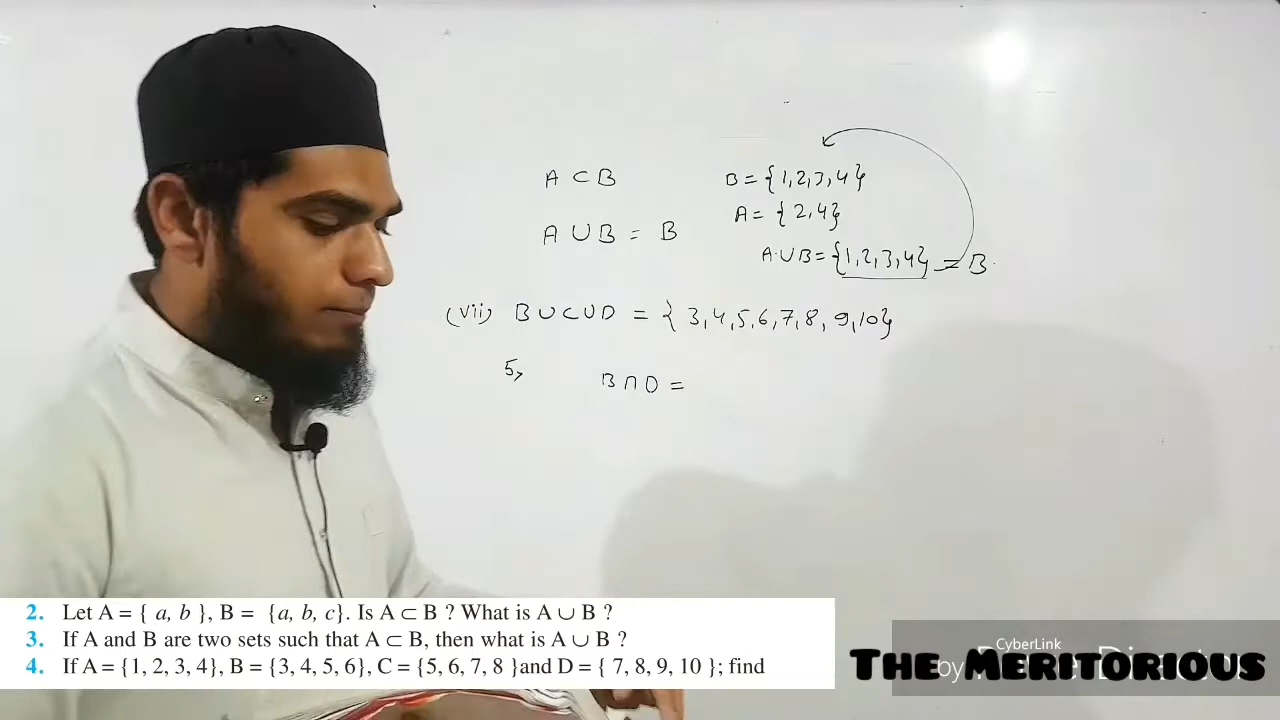 A ⊂ B
B = {1,2,3,4}
A = {2,4}
A ∪ B = B
A∪B = {1,2,3,4} = B.
(vii) B ∪ C ∪ D = { 3,4,5,6,7,8,9,10}
5,
B ∩ D =
2. Let A = { a, b }, B = {a, b, c}. Is A ⊂ B ? What is A ∪ B ?
3. If A and B are two sets such that A ⊂ B, then what is A ∪ B ?
4. If A = {1, 2, 3, 4}, B = {3, 4, 5, 6}, C = {5, 6, 7, 8 }and D = { 7, 8, 9, 10 }; find
CyberLink
by
THE MERITORIOUS